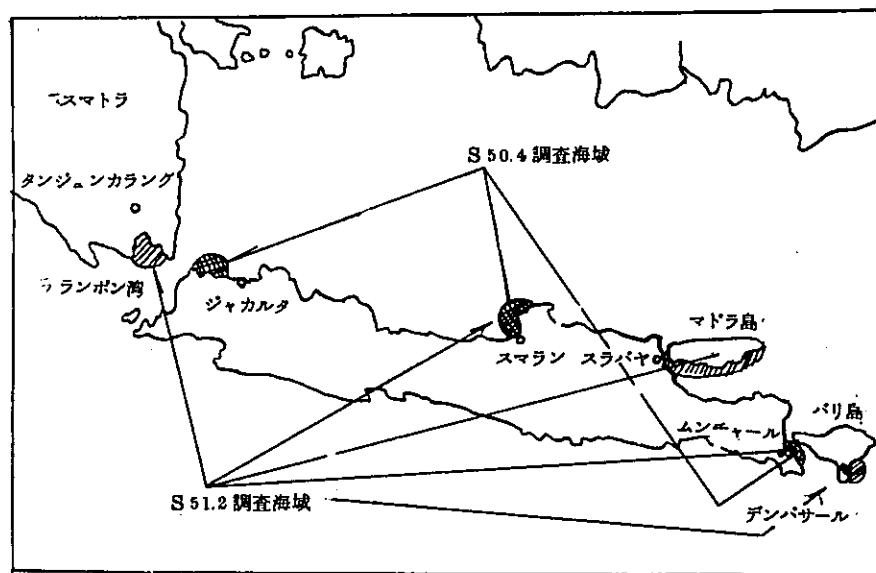 スマトラ
S 50.4 調査海域
タンジュンカラング
ランポン湾
ジャカルタ
マドラ島
スマラン
スラバヤ
ムンチャール
バリ島
S 51.2 調査海域
デンパサール